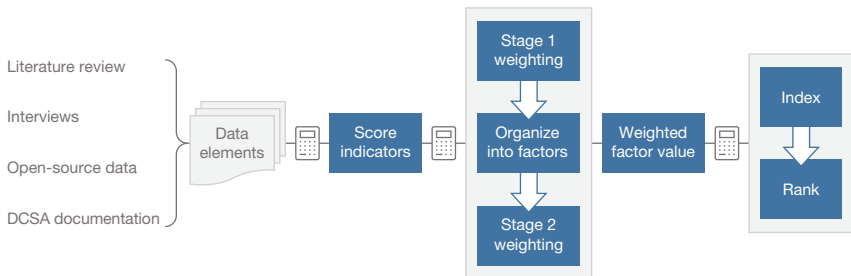 Literature review
Interviews
Open-source data
DCSA documentation
Data
elements
Score
indicators
Stage 1
weighting
Organize
into factors
Stage 2
weighting
Weighted
factor value
Index
Rank